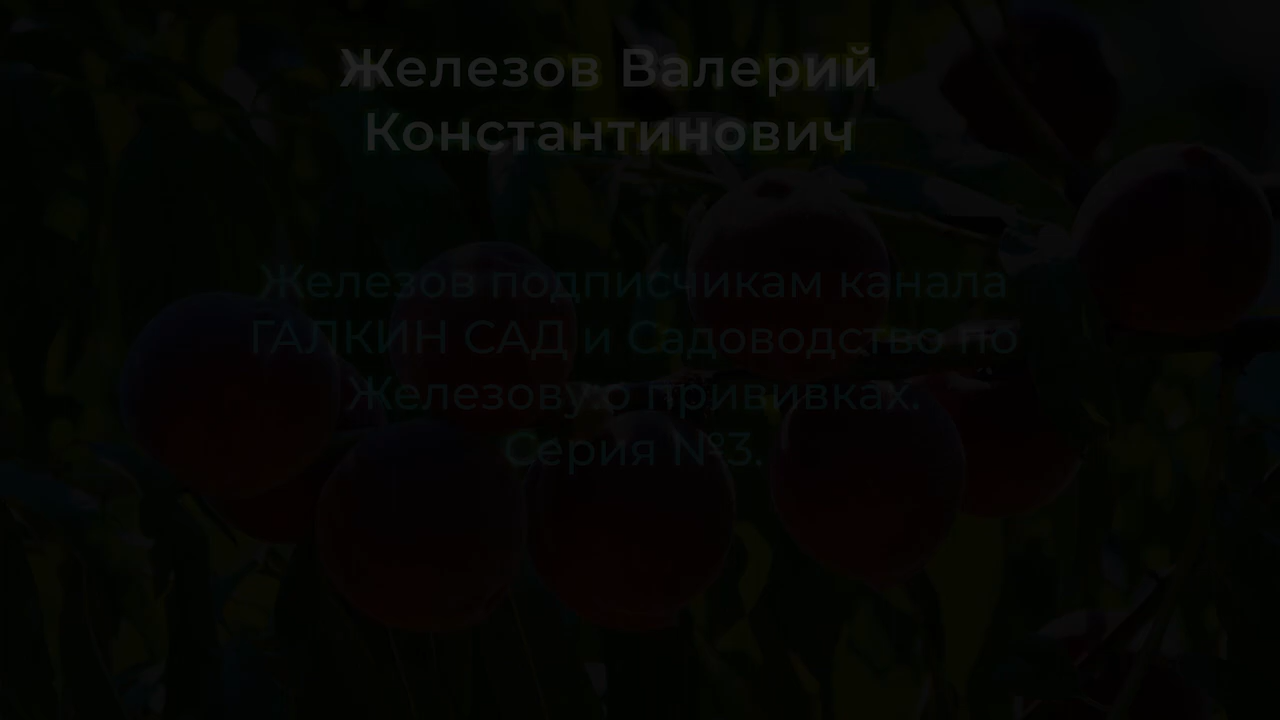 Железов Валерий
Константинович
Железов подписчикам канала
ГАЛКИН САД и Садоводство по
Железову о прививках.
Серия №3.